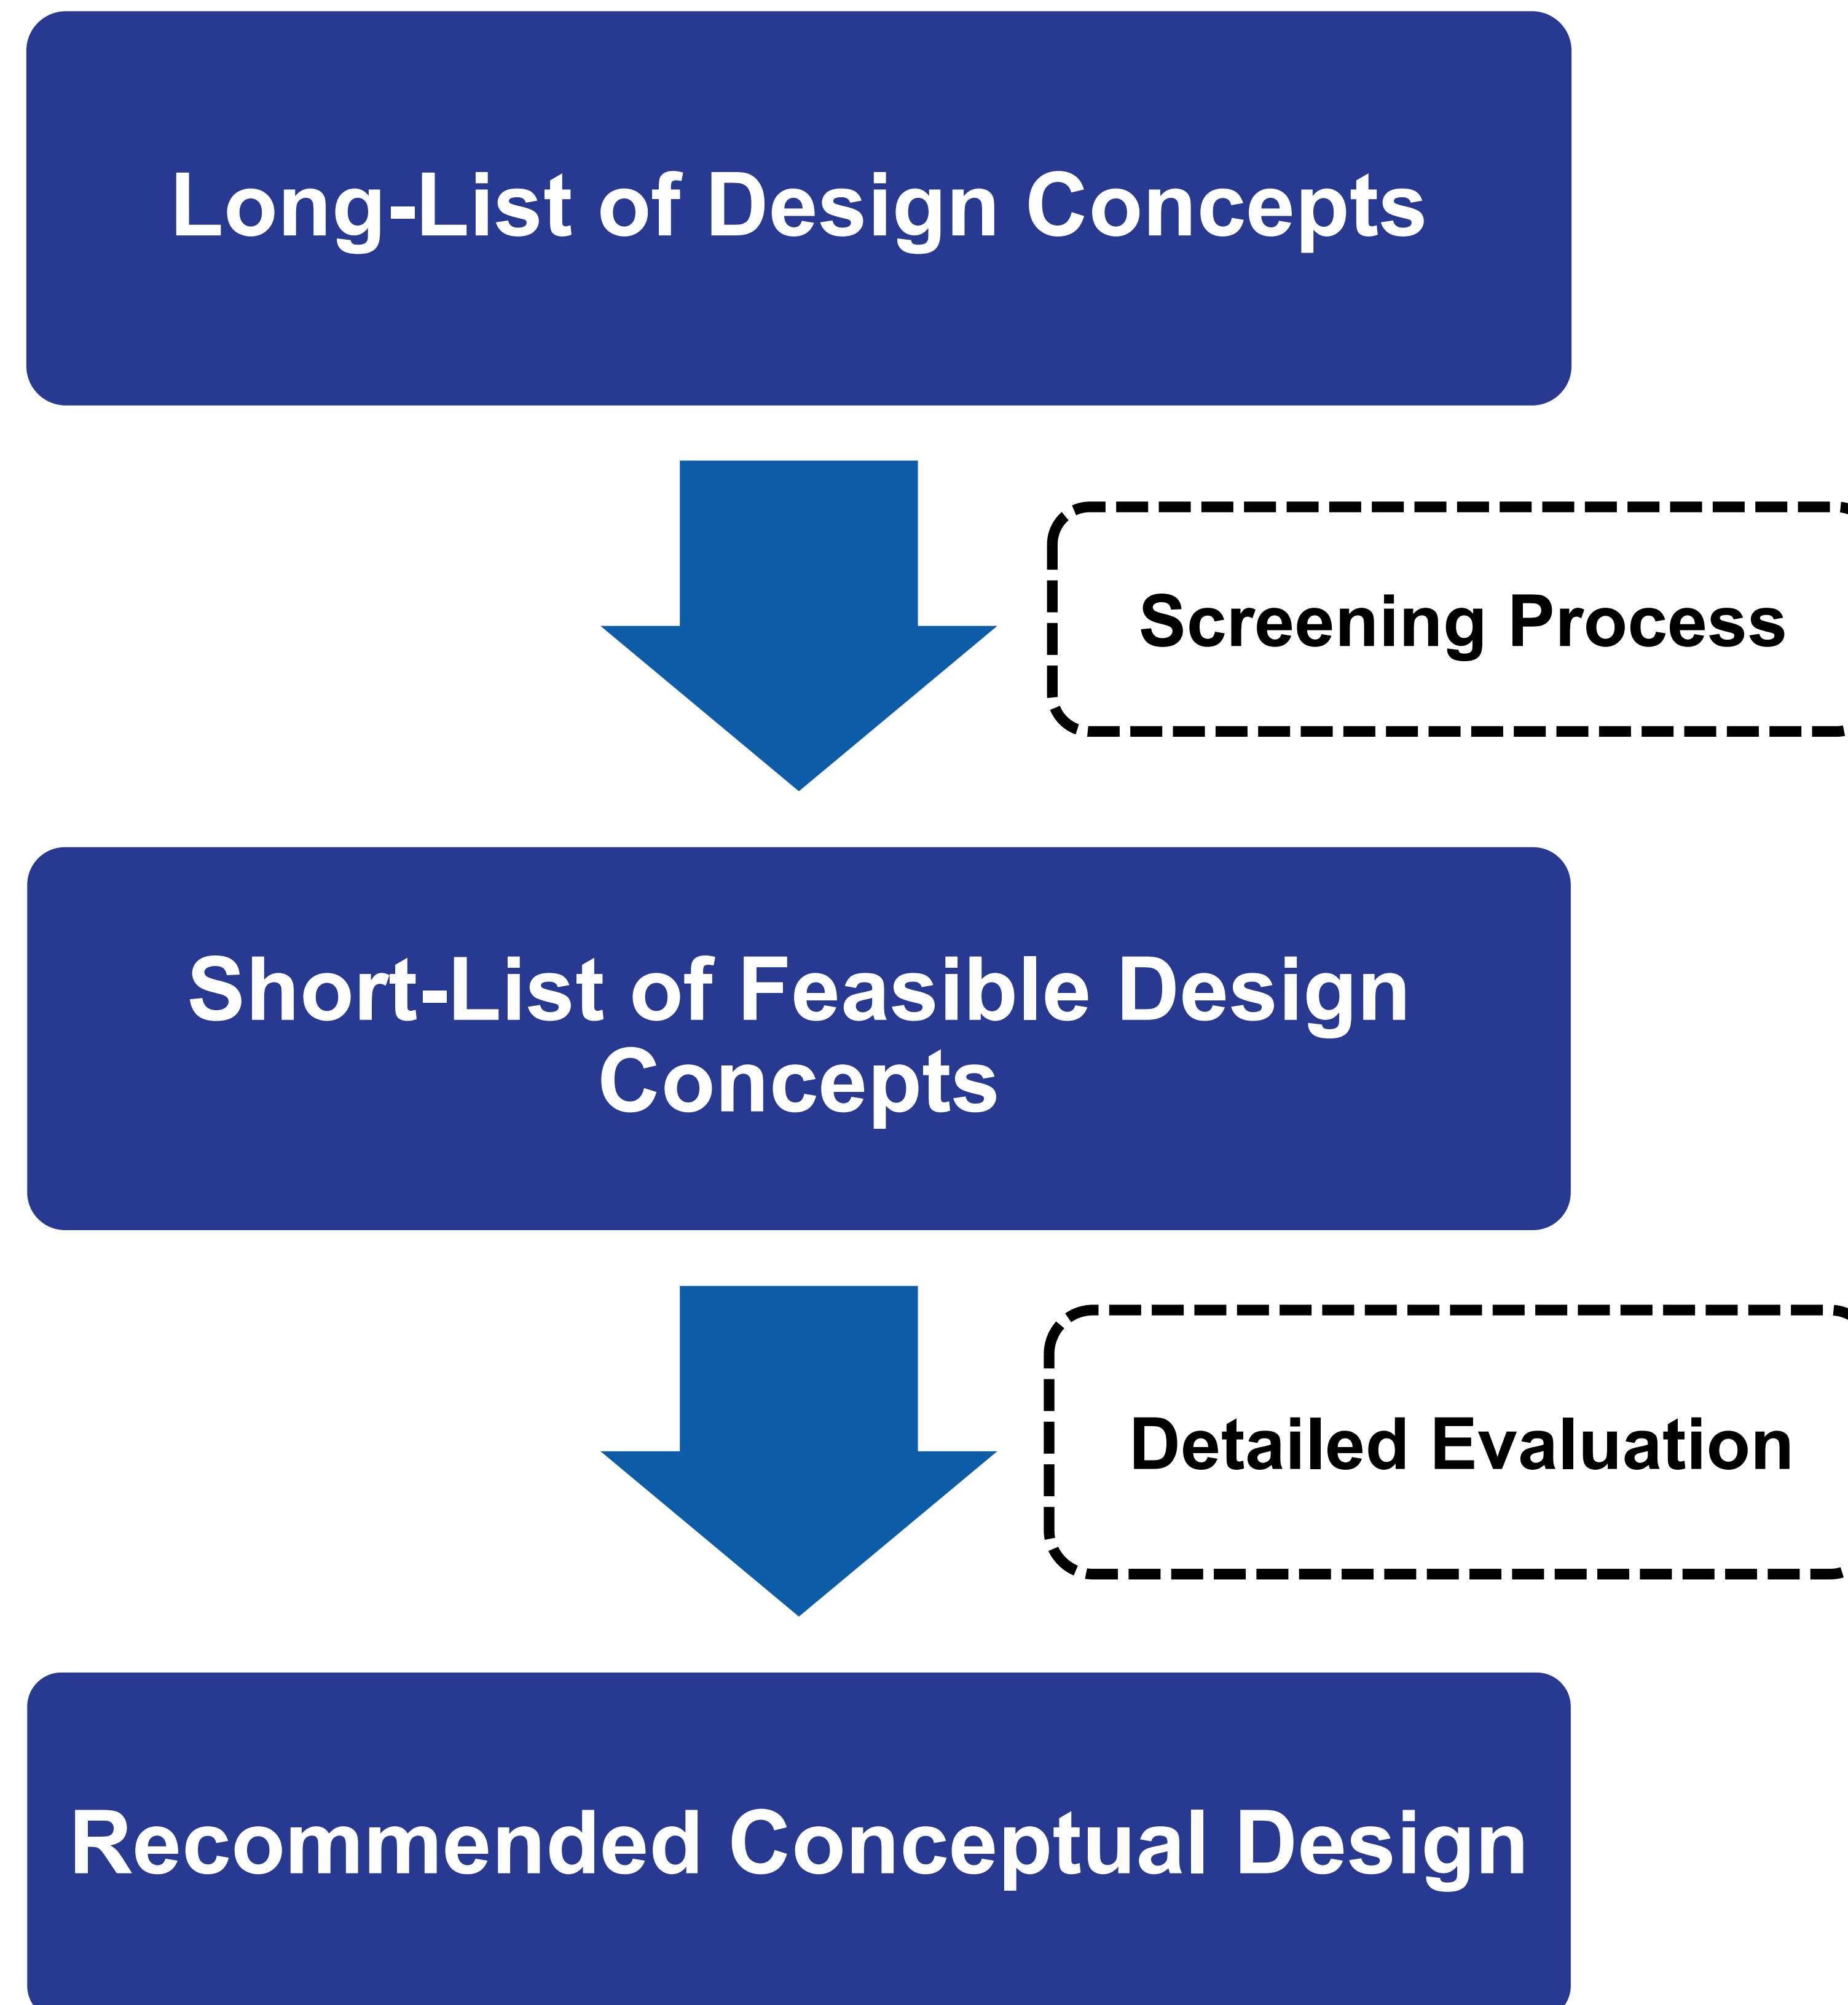 Long-List of Design Concepts
Screening Process
Short-List of Feasible Design
Concepts
Detailed Evaluation
Recommended Conceptual Design